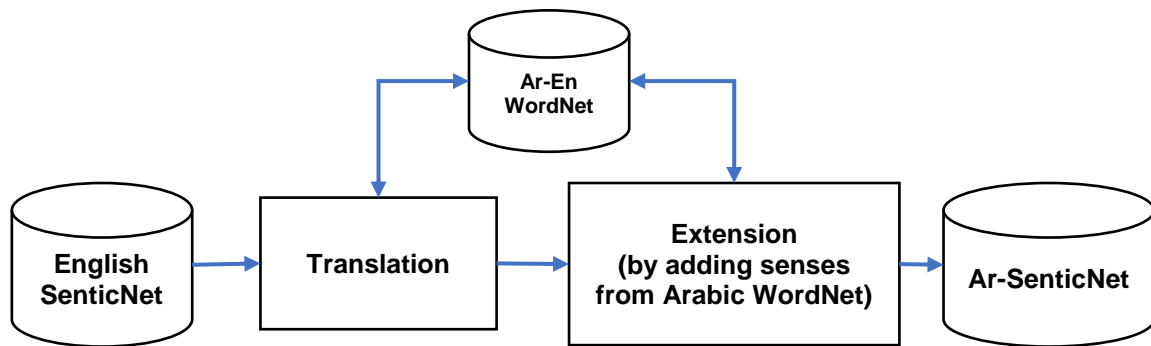 Ar-En
WordNet
English
SenticNet
Translation
Extension
(by adding senses
from Arabic WordNet)
Ar-SenticNet